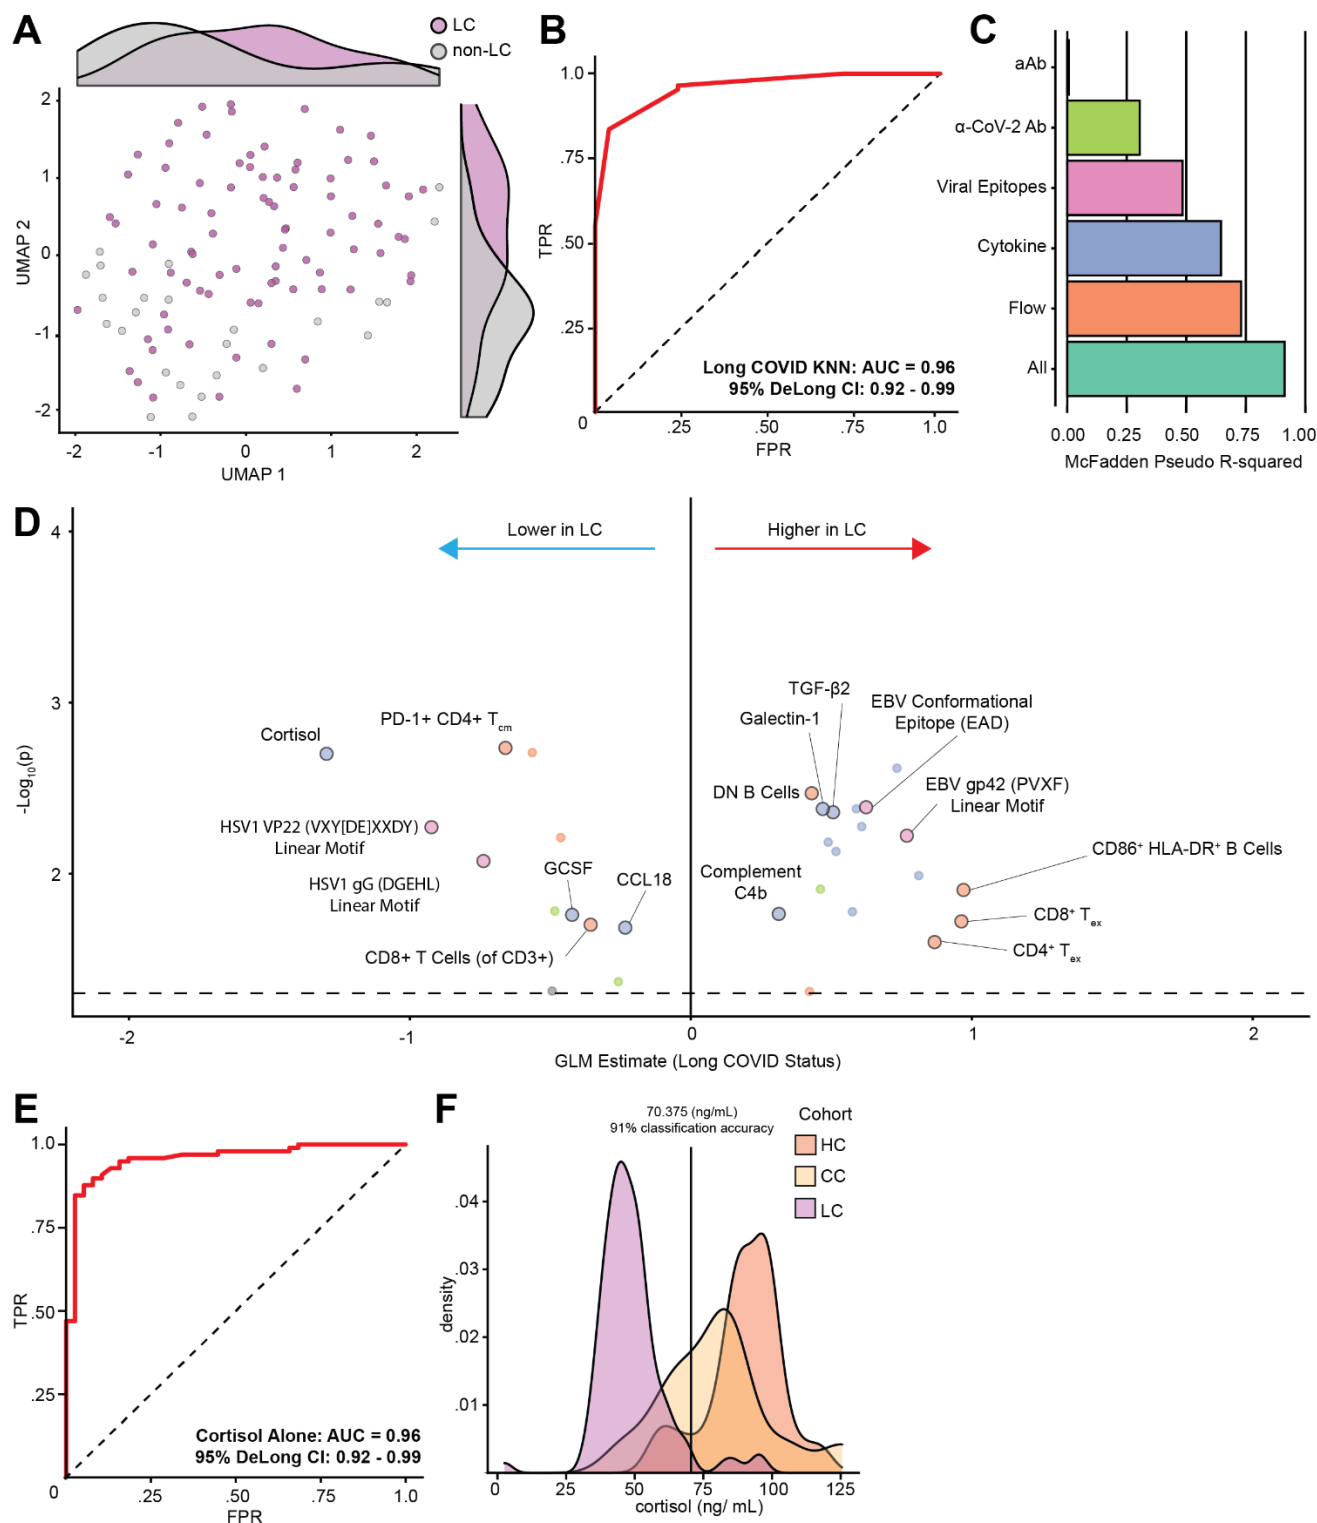 A
LC
non-LC
2
1
0
-1
-2
UMAP 2
-2
-1
0
1
2
UMAP 1
B
1.0
.75
.50
.25
0
TPR
Long COVID KNN: AUC = 0.96
95% DeLong CI: 0.92 - 0.99
.25
.50
.75
1.0
FPR
C
aAb
α-CoV-2 Ab
Viral Epitopes
Cytokine
Flow
All
0.00
0.25
0.50
0.75
1.00
McFadden Pseudo R-squared
D
4
3
2
-Log10(p)
Lower in LC
Higher in LC
Cortisol
PD-1+ CD4+ Tcm
HSV1 VP22 (VXY[DE]XXDY)
Linear Motif
HSV1 gG (DGEHL)
Linear Motif
GCSF
CCL18
CD8+ T Cells (of CD3+)
TGF-β2
Galectin-1
EBV Conformational
Epitope (EAD)
DN B Cells
EBV gp42 (PVXF)
Linear Motif
Complement
C4b
CD86+ HLA-DR+ B Cells
CD8+ Tex
CD4+ Tex
-2
-1
0
1
2
GLM Estimate (Long COVID Status)
E
1.0
.75
.50
.25
0
TPR
Cortisol Alone: AUC = 0.96
95% DeLong CI: 0.92 - 0.99
.25
.50
.75
1.0
FPR
F
70.375 (ng/mL)
91% classification accuracy
Cohort
HC
CC
LC
.04
.03
.02
.01
density
0
25
50
75
100
125
cortisol (ng/ mL)